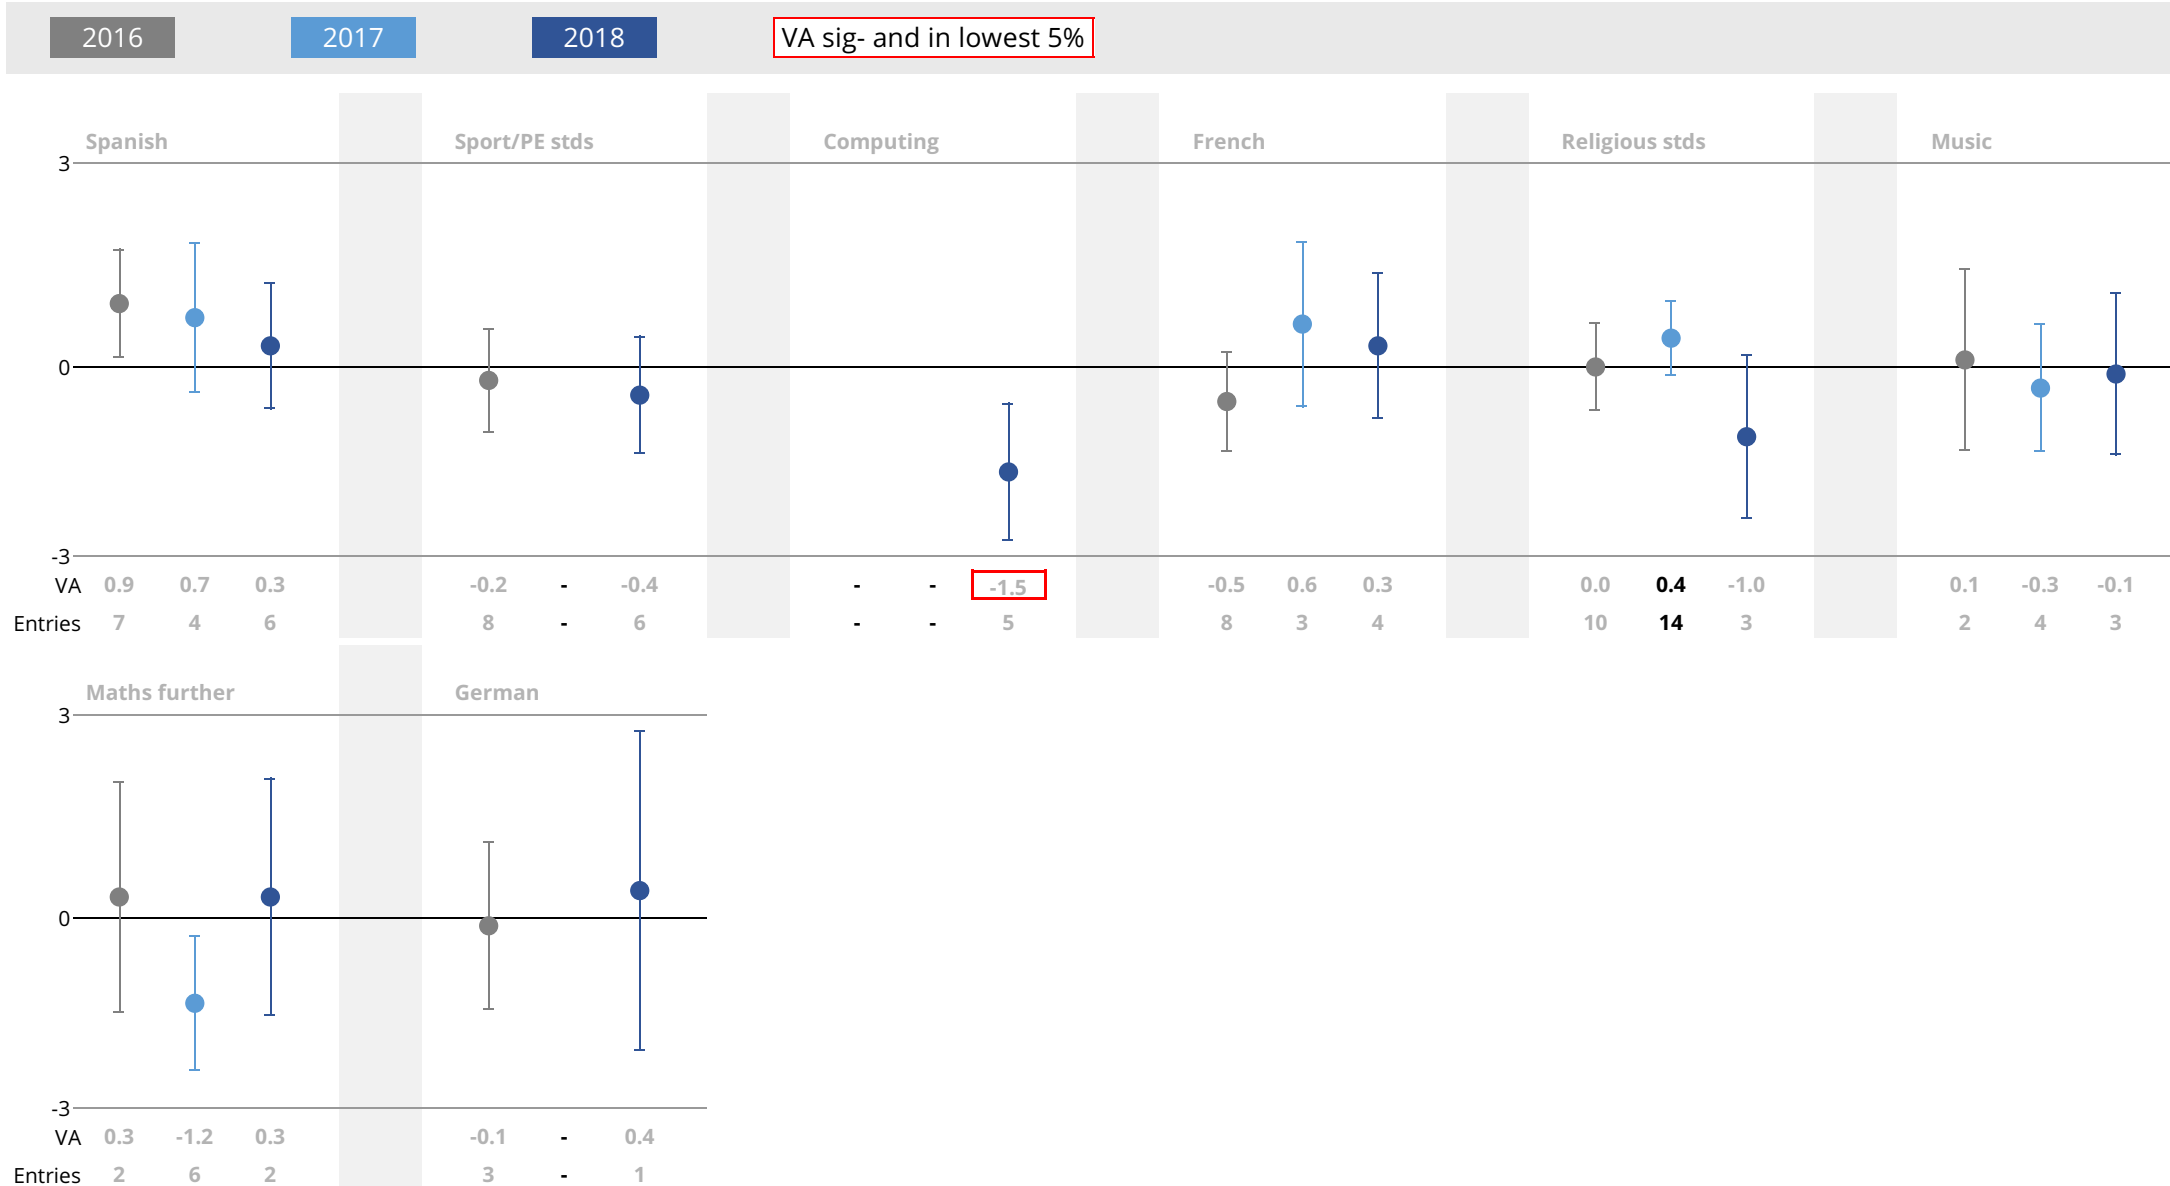 2016 2017 2018 VA sig- and in lowest 5%
Spanish Sport/PE stds Computing French Religious stds Music
3
0
-3
VA 0.9 0.7 0.3 -0.2 - -0.4 - - -1.5 -0.5 0.6 0.3 0.0 0.4 -1.0 0.1 -0.3 -0.1
Entries 7 4 6 8 - 6 - - 5 8 3 4 10 14 3 2 4 3
Maths further German
3
0
-3
VA 0.3 -1.2 0.3 -0.1 - 0.4
Entries 2 6 2 3 - 1